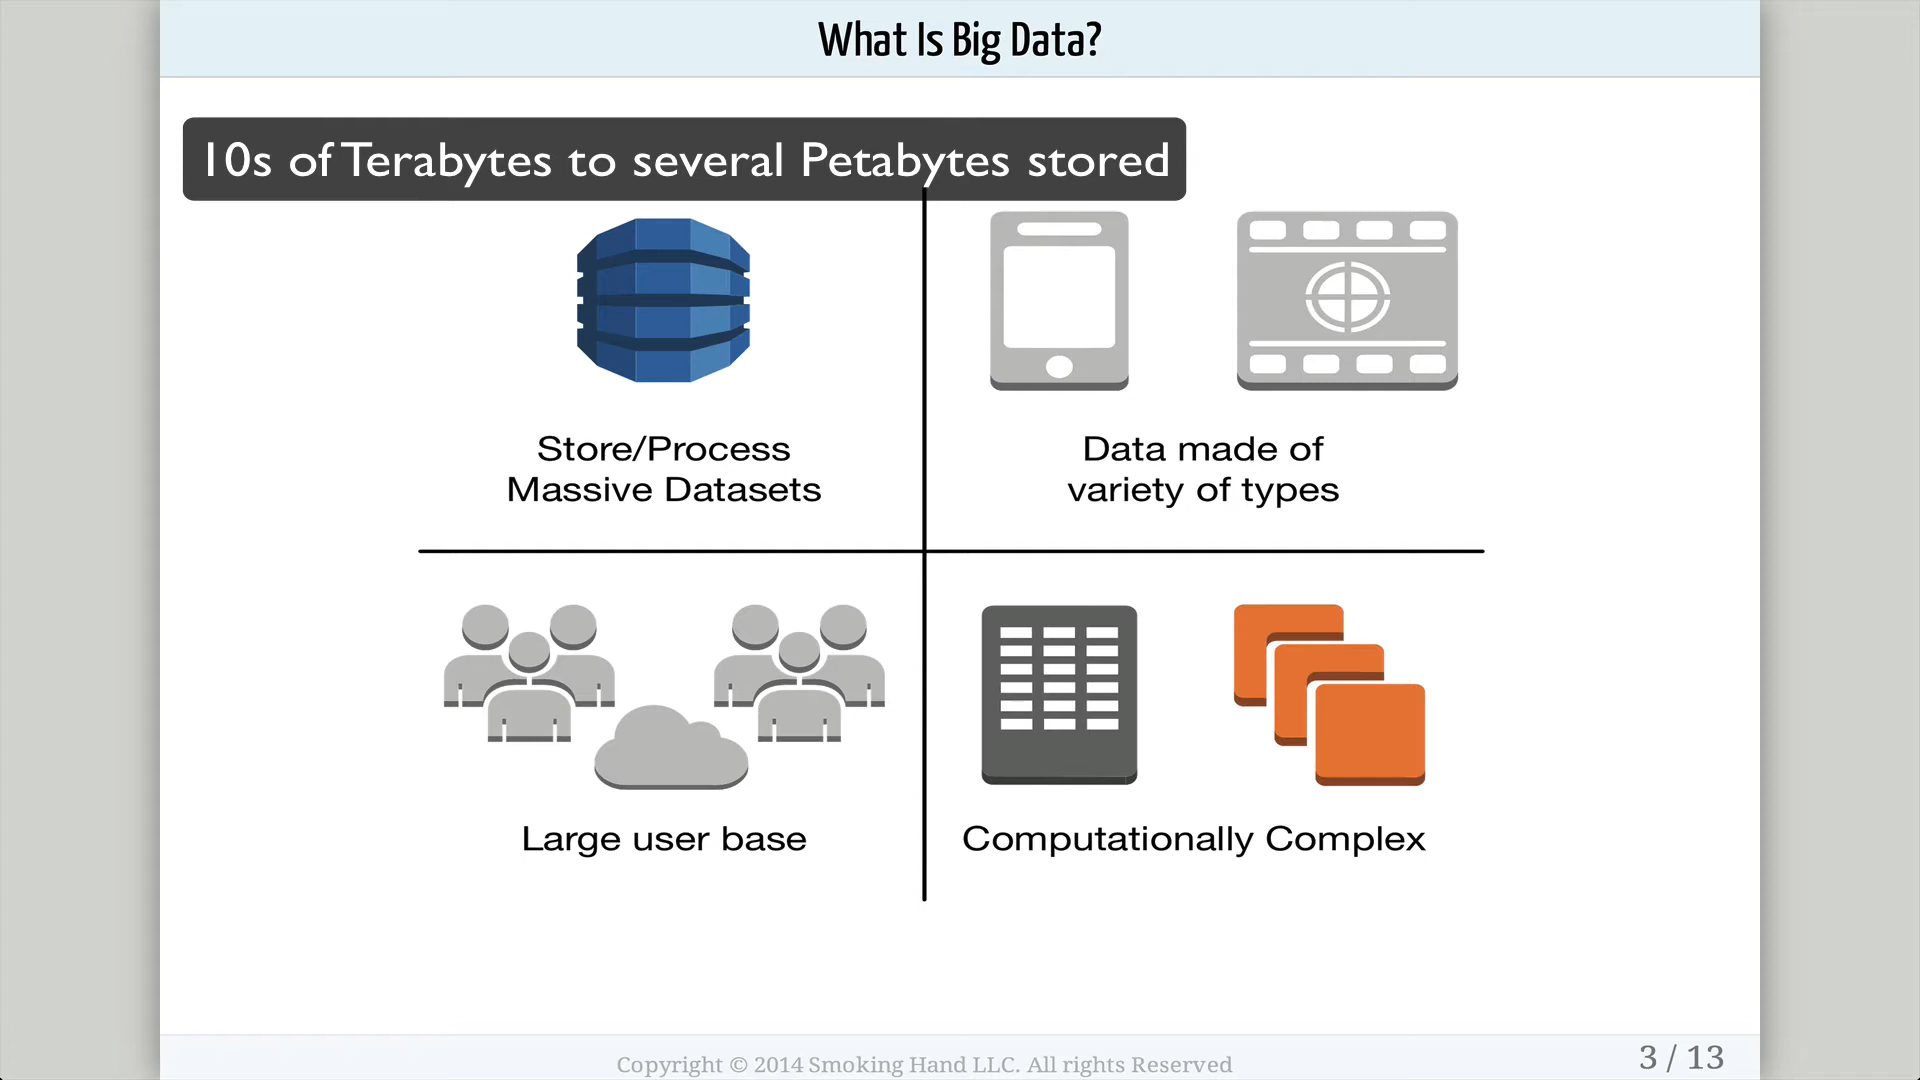 What Is Big Data?
10s of Terabytes to several Petabytes stored
Store/Process
Massive Datasets
Data made of
variety of types
Large user base
Computationally Complex
Copyright © 2014 Smoking Hand LLC. All rights Reserved
3 / 13